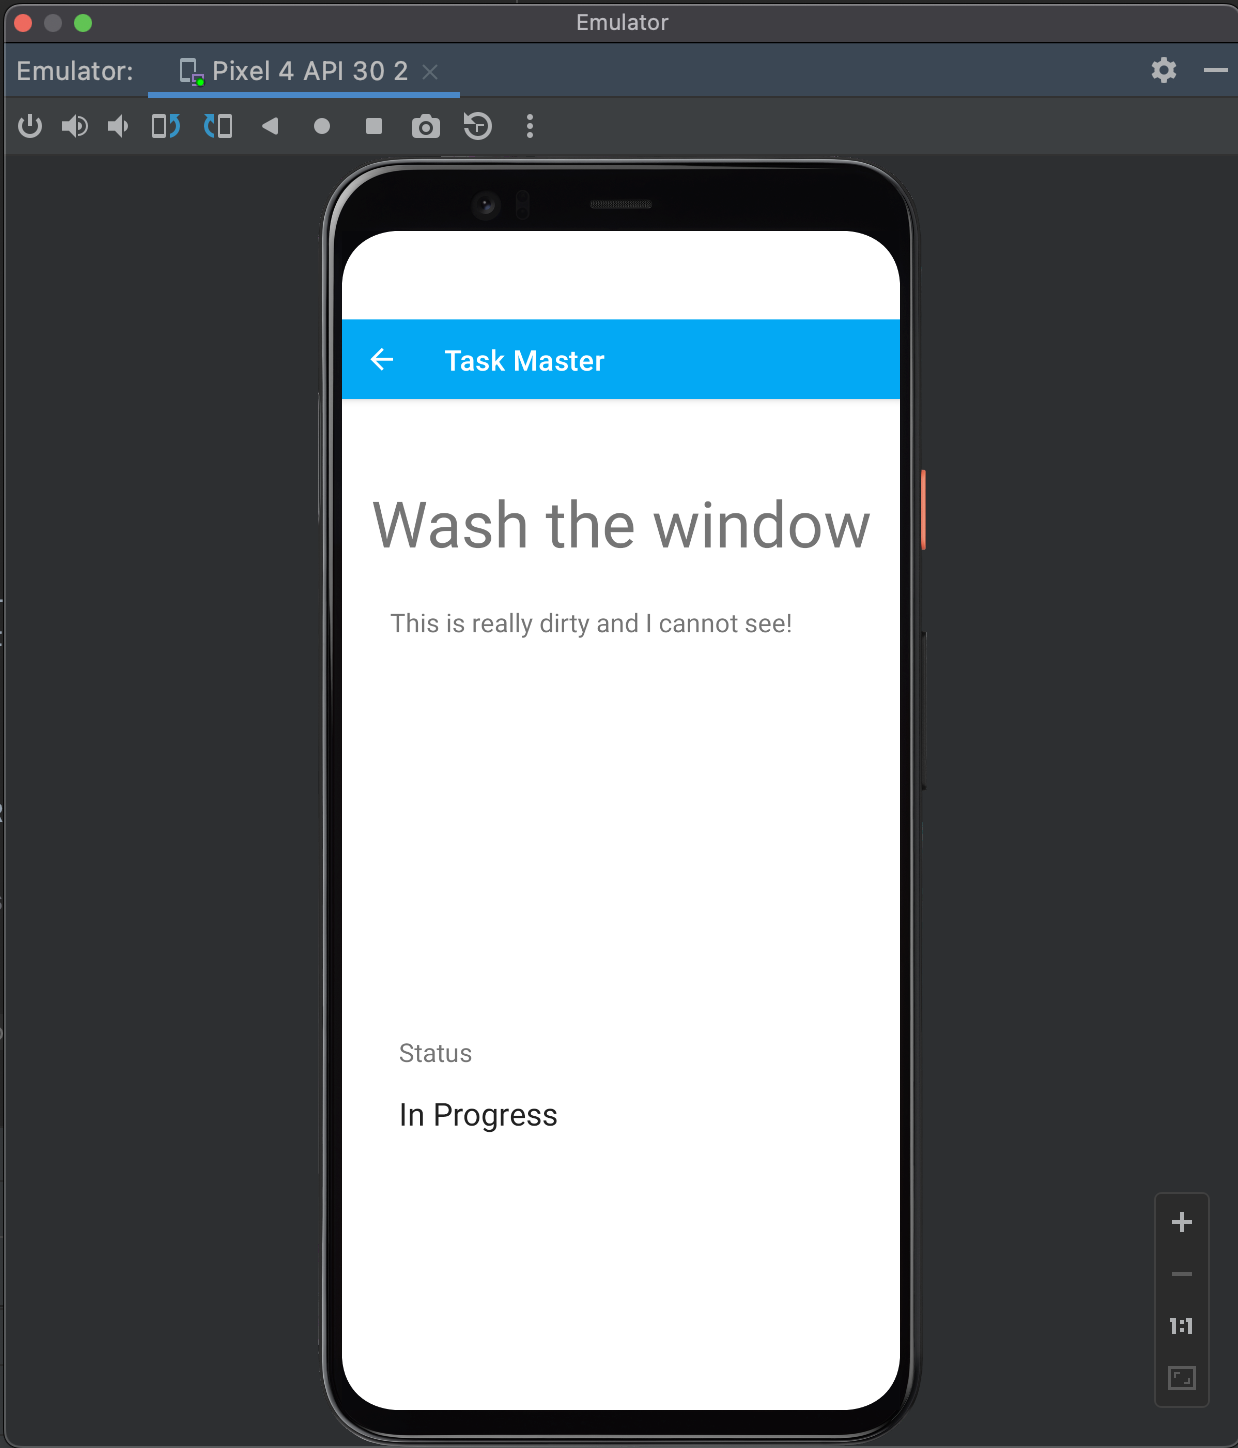 Emulator
Emulator: Pixel 4 API 30 2
Task Master
Wash the window
This is really dirty and I cannot see!
Status
In Progress
1:1